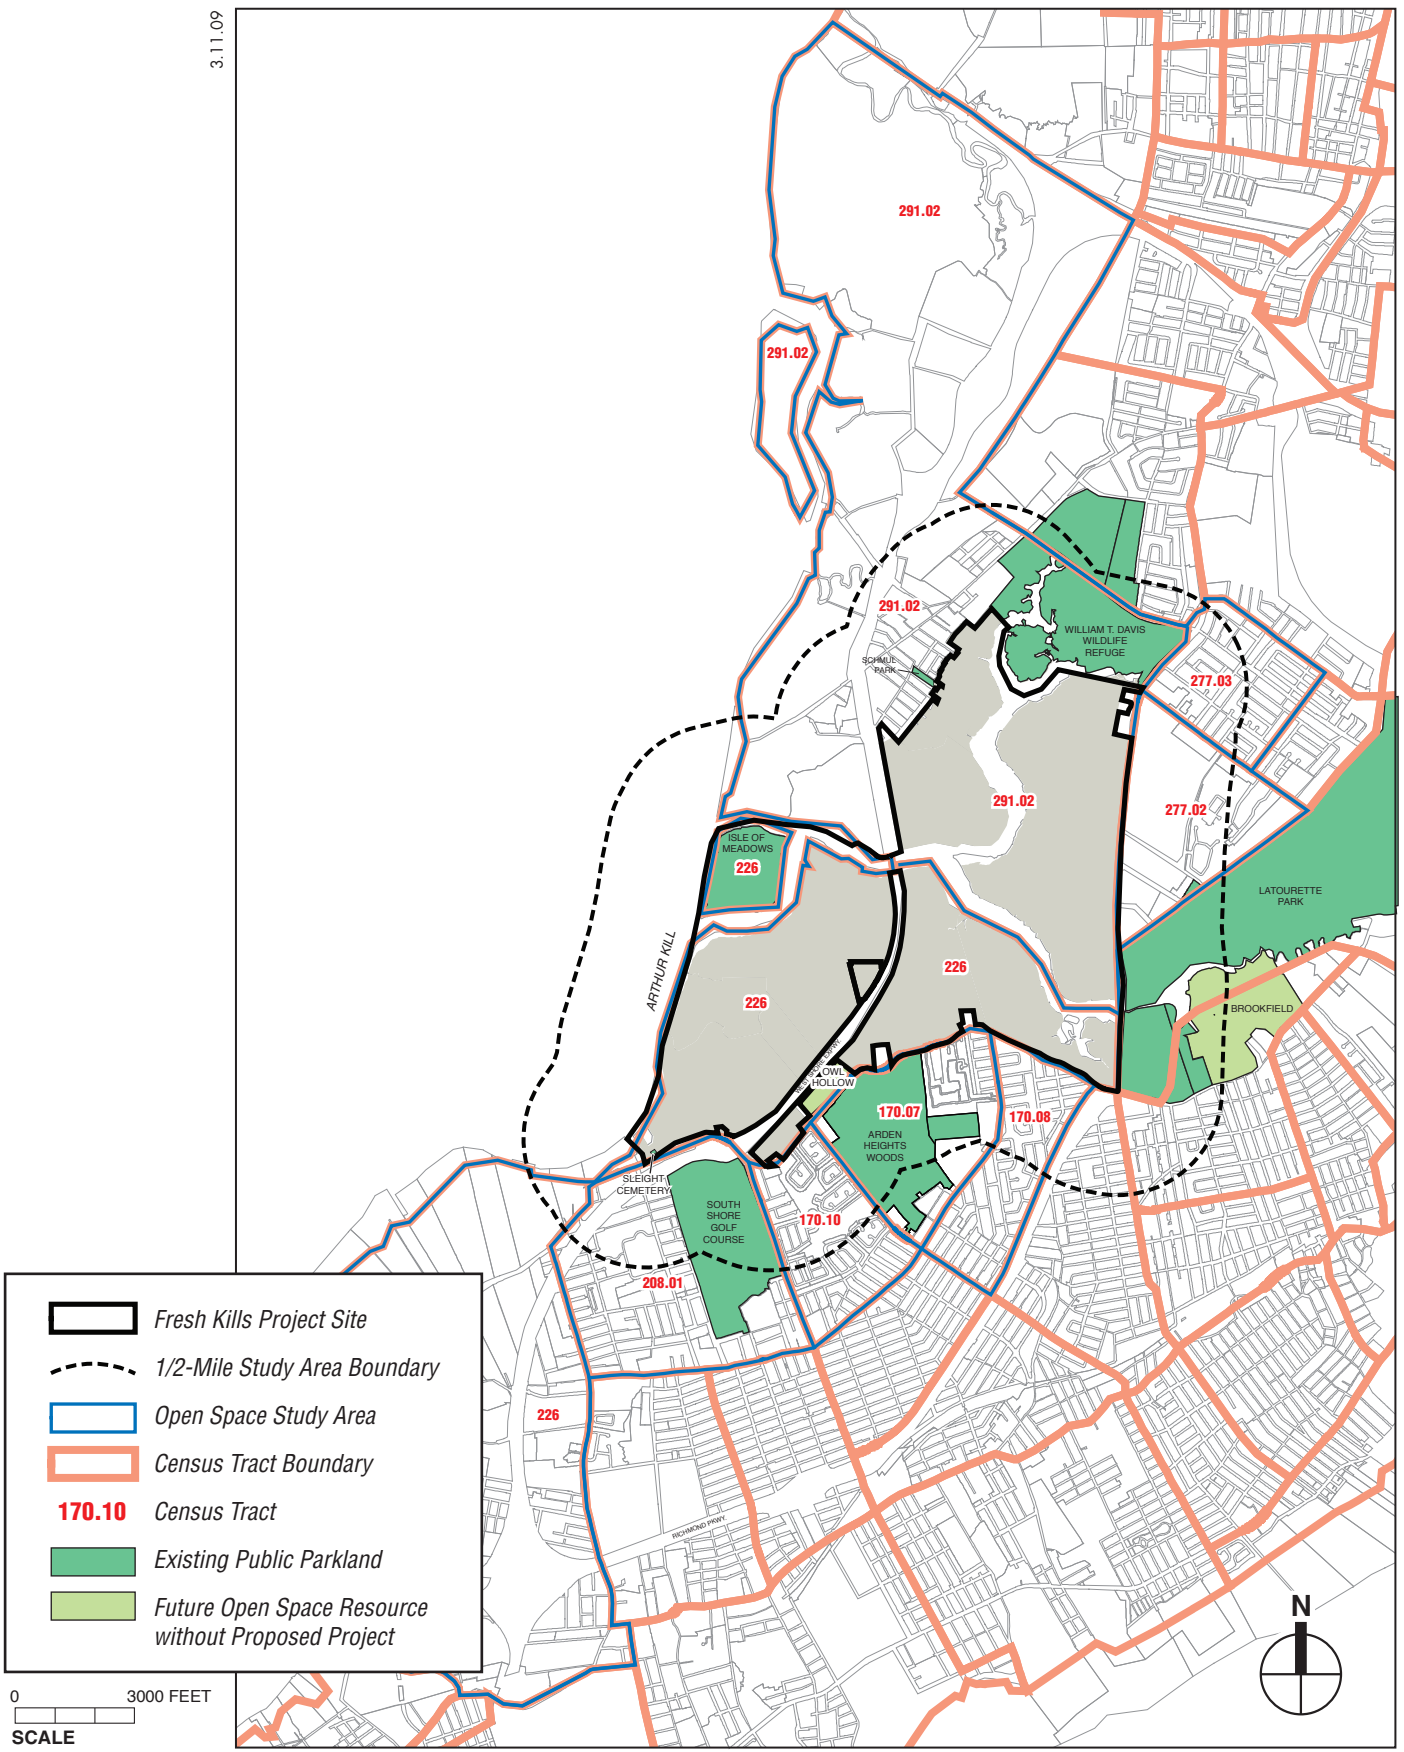 3.11.09
291.02
291.02
291.02
WILLIAM T. DAVIS
WILDLIFE
REFUGE
SCHMUL
PARK
277.03
291.02
277.02
ISLE OF
MEADOWS
226
LATOURETTE
PARK
ARTHUR KILL
226
226
BROOKFIELD
WEST SHORE EXPWY.
OWL
HOLLOW
170.07
170.08
ARDEN
HEIGHTS
WOODS
SLEIGHT
CEMETERY
SOUTH
SHORE
GOLF
COURSE
170.10
208.01
226
RICHMOND PKWY.
Fresh Kills Project Site
1/2-Mile Study Area Boundary
Open Space Study Area
Census Tract Boundary
170.10 Census Tract
Existing Public Parkland
Future Open Space Resource
without Proposed Project
N
0 3000 FEET
SCALE